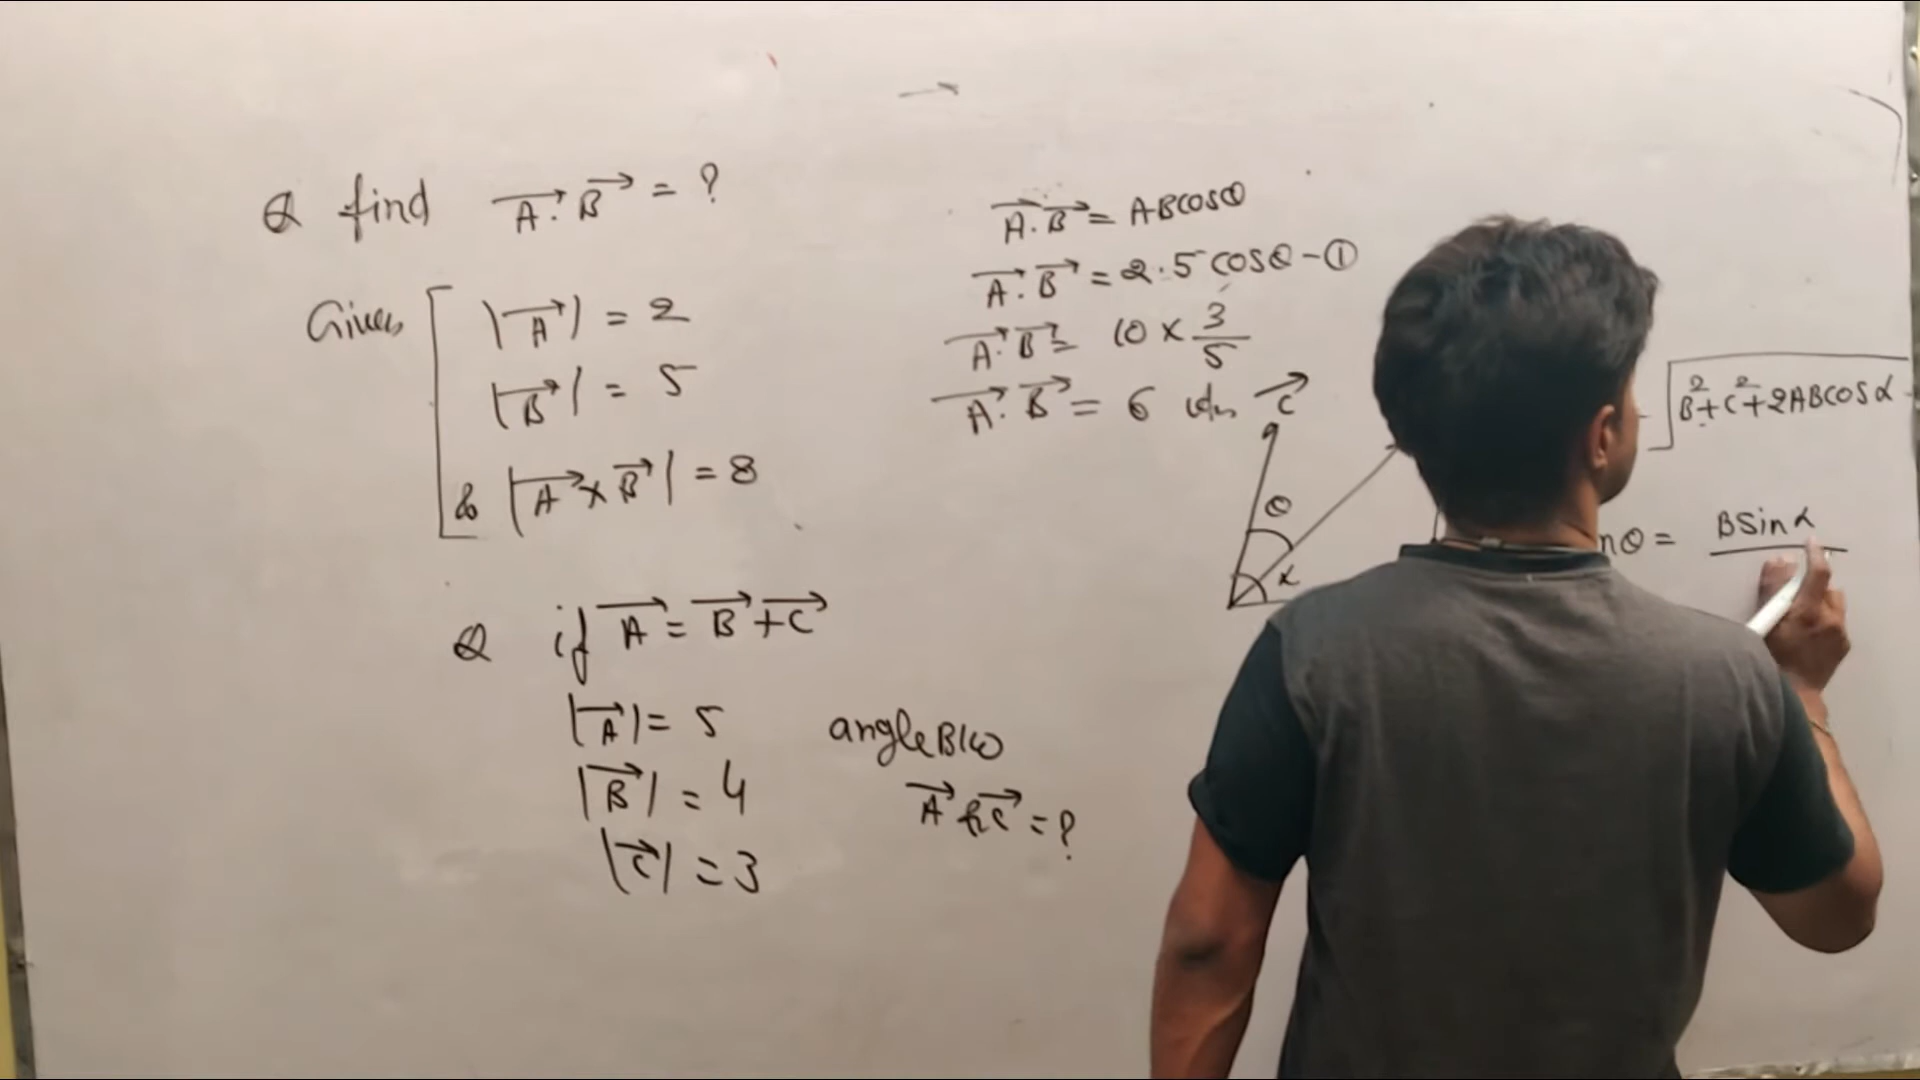 Q find A⃗ . B⃗ = ?
Given |A⃗| = 2
|B⃗| = 5
& |A⃗ × B⃗| = 8
Q if A⃗ = B⃗ + C⃗
|A⃗| = 5
|B⃗| = 4
|C⃗| = 3
angle B/w
A⃗ & C⃗ = ?
A⃗ . B⃗ = ABcosθ
A⃗ . B⃗ = 2.5 cosθ - ①
A⃗ . B⃗ = 10 × 3/5
A⃗ . B⃗ = 6
C⃗
θ
α
√B²+C²+2ABCOSα
nθ = BSinα